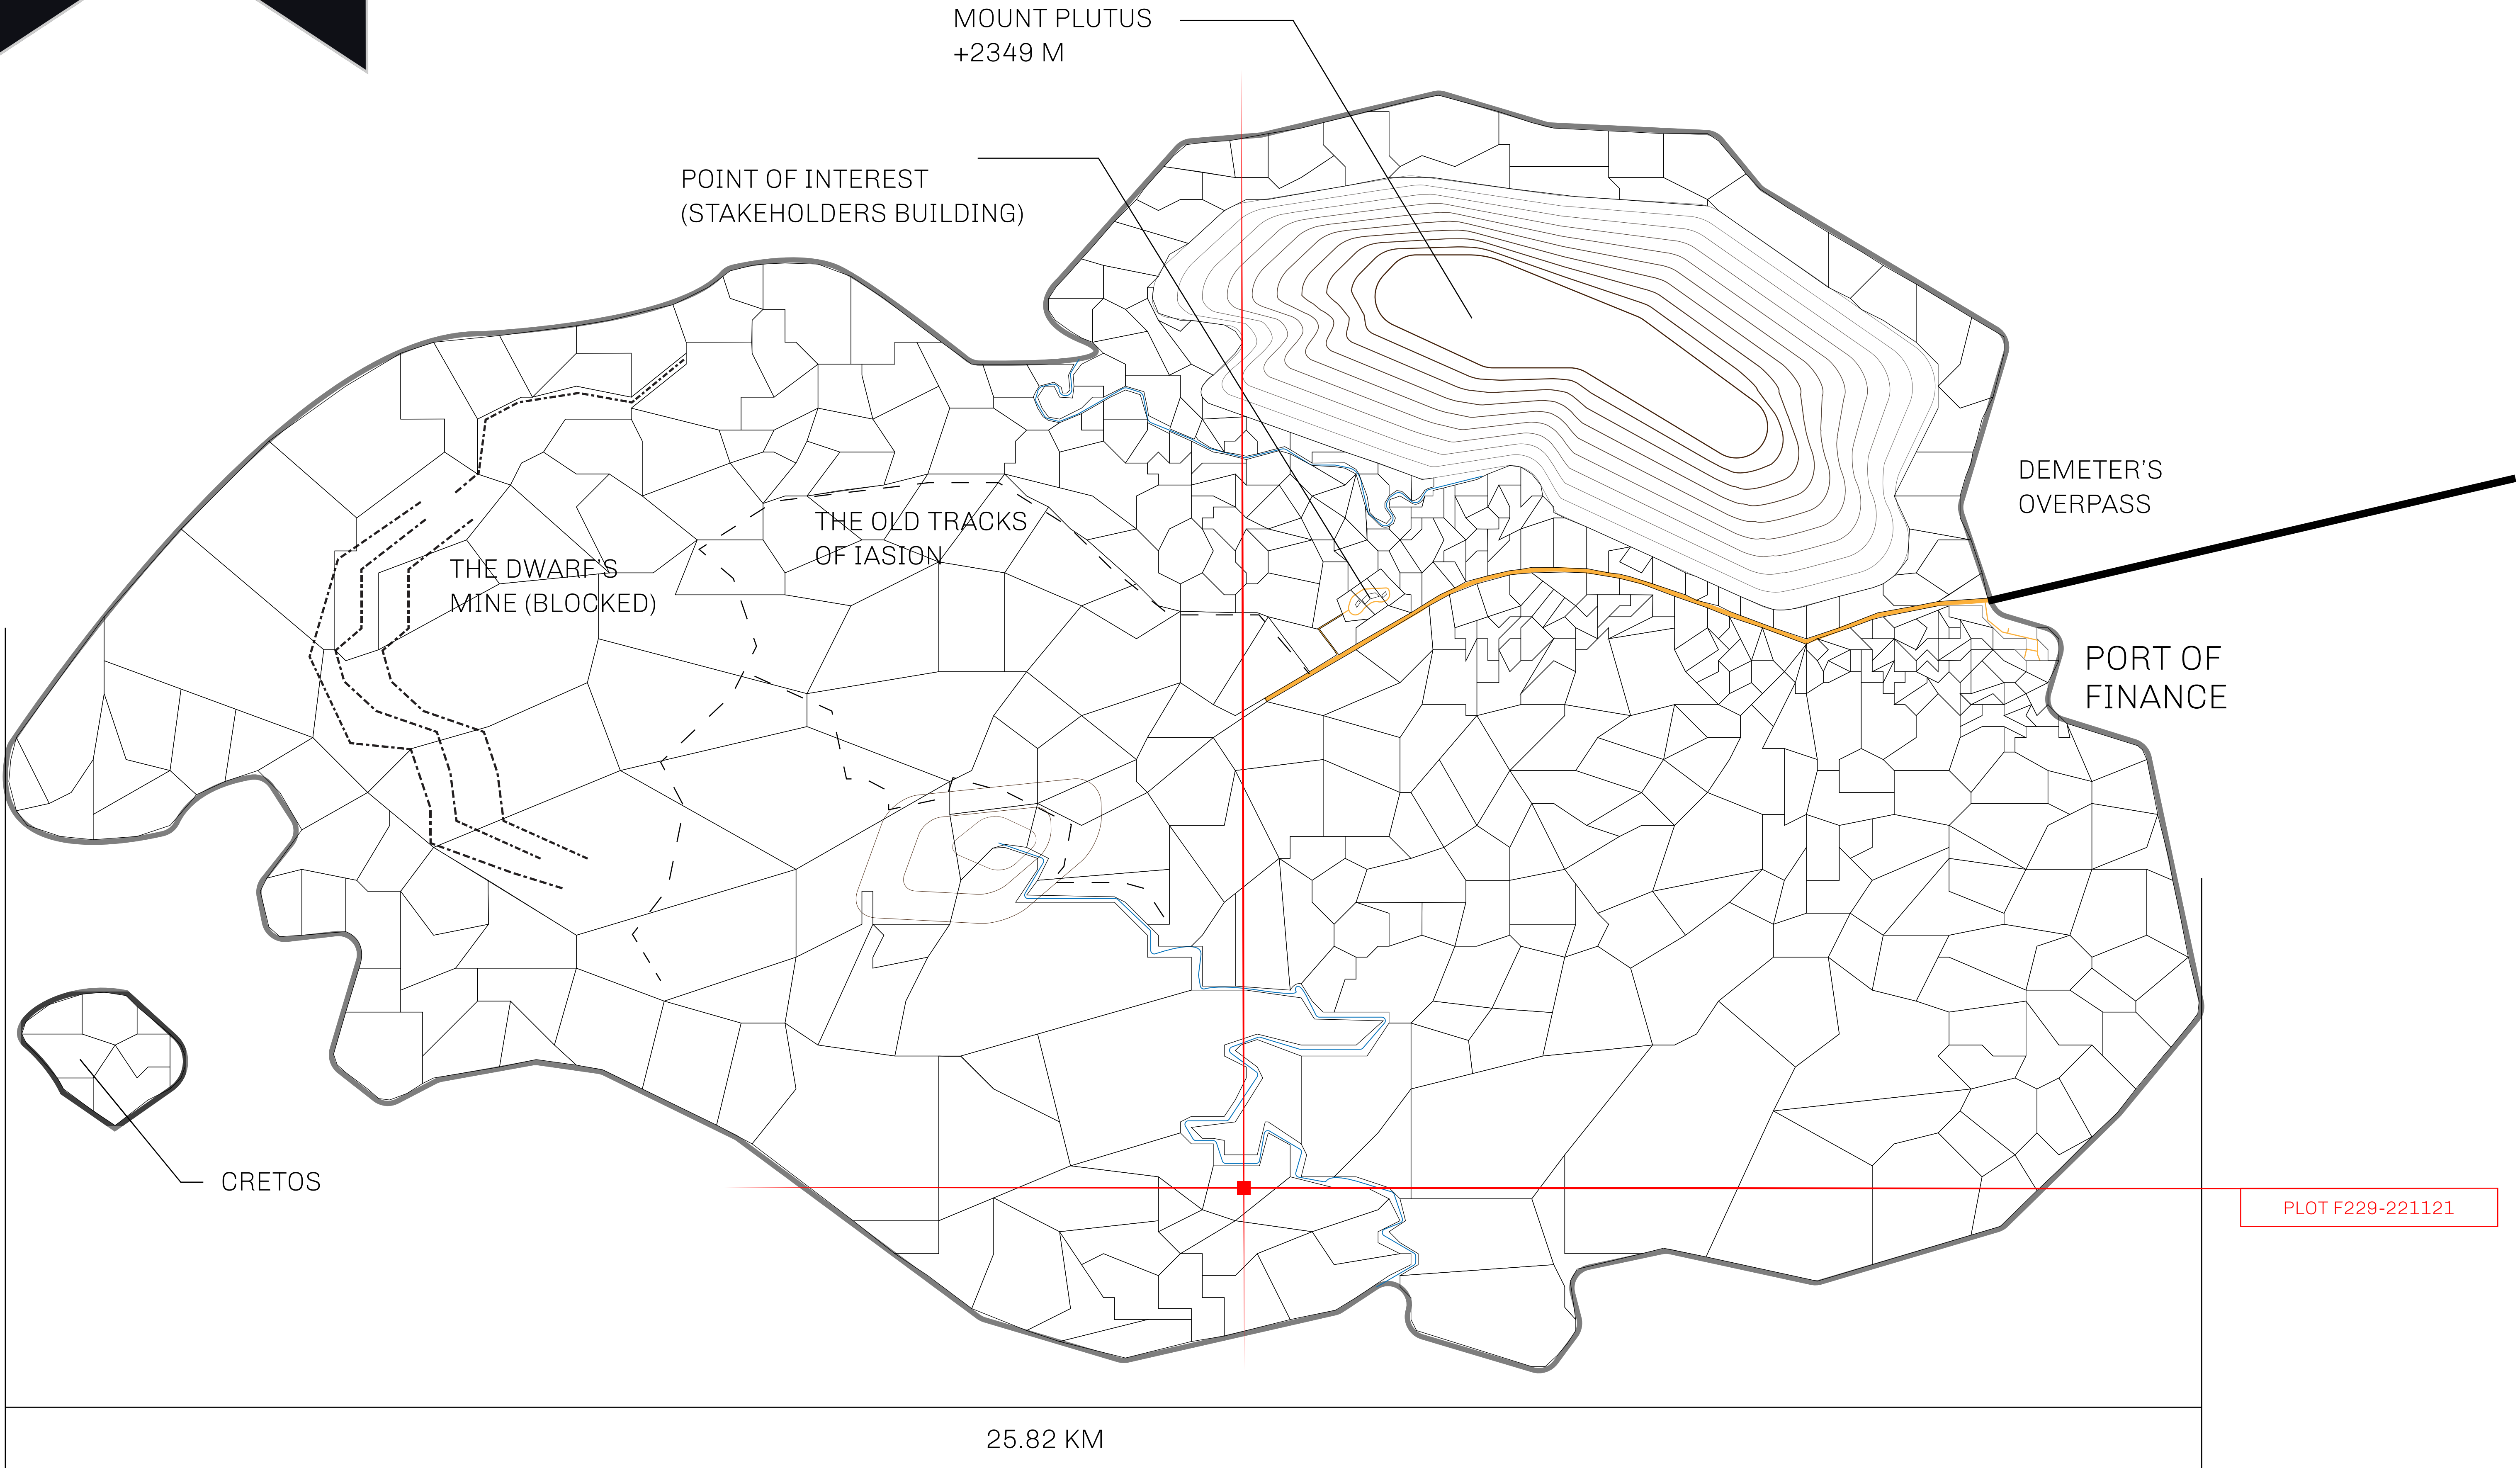 MOUNT PLUTUS
+2349 M
POINT OF INTEREST
(STAKEHOLDERS BUILDING)
DEMETER'S
OVERPASS
THE OLD TRACKS
OF IASION
THE DWARF'S
MINE (BLOCKED)
PORT OF
FINANCE
CRETOS
PLOT F229-221121
25.82 KM